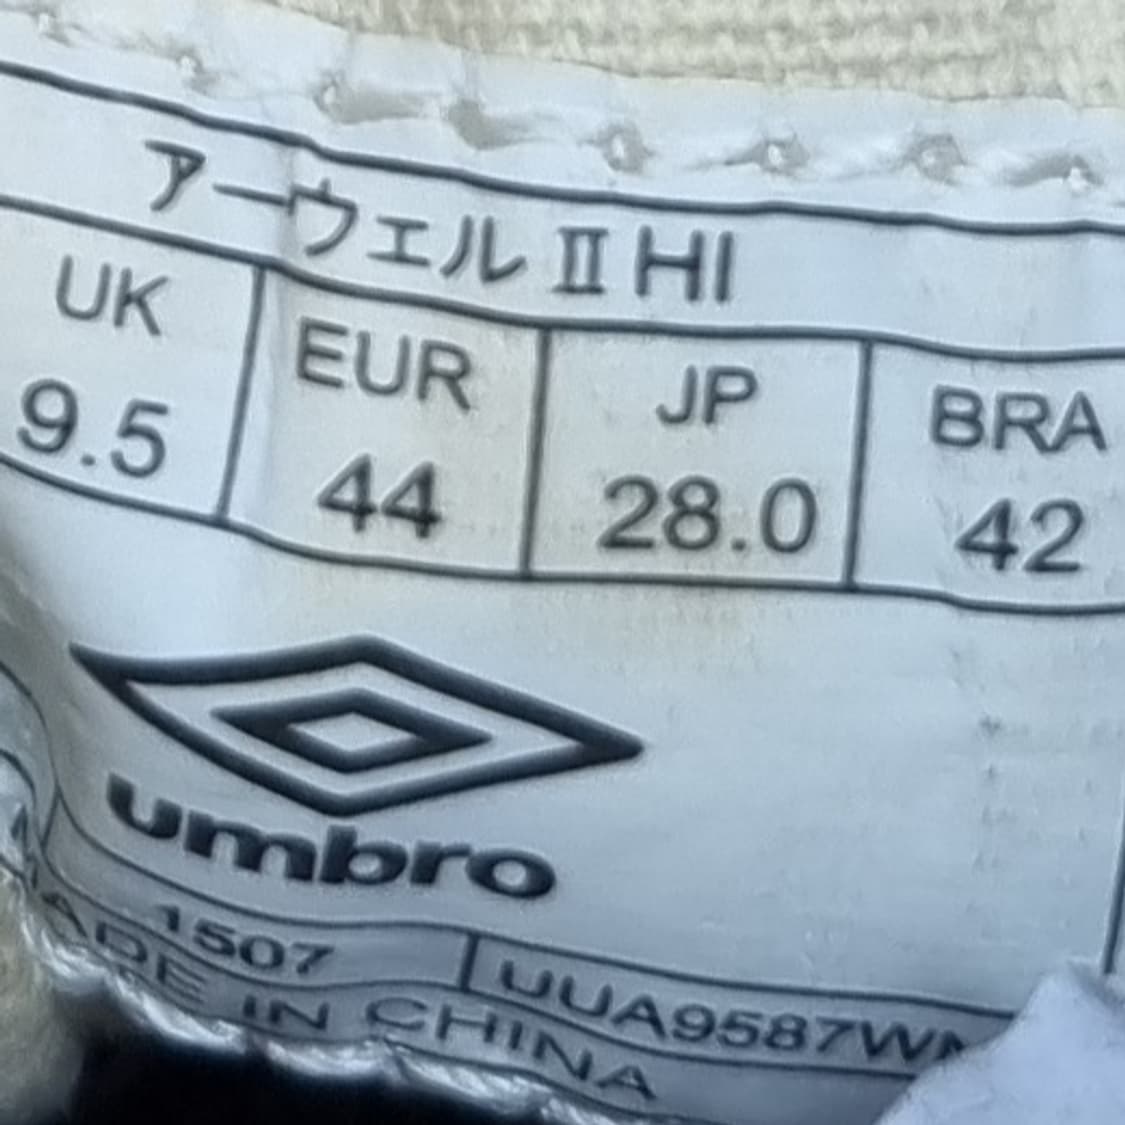 アーウェル II HI
UK EUR JP BRA
9.5 44 28.0 42
umbro
1507 UUA9587W
MADE IN CHINA